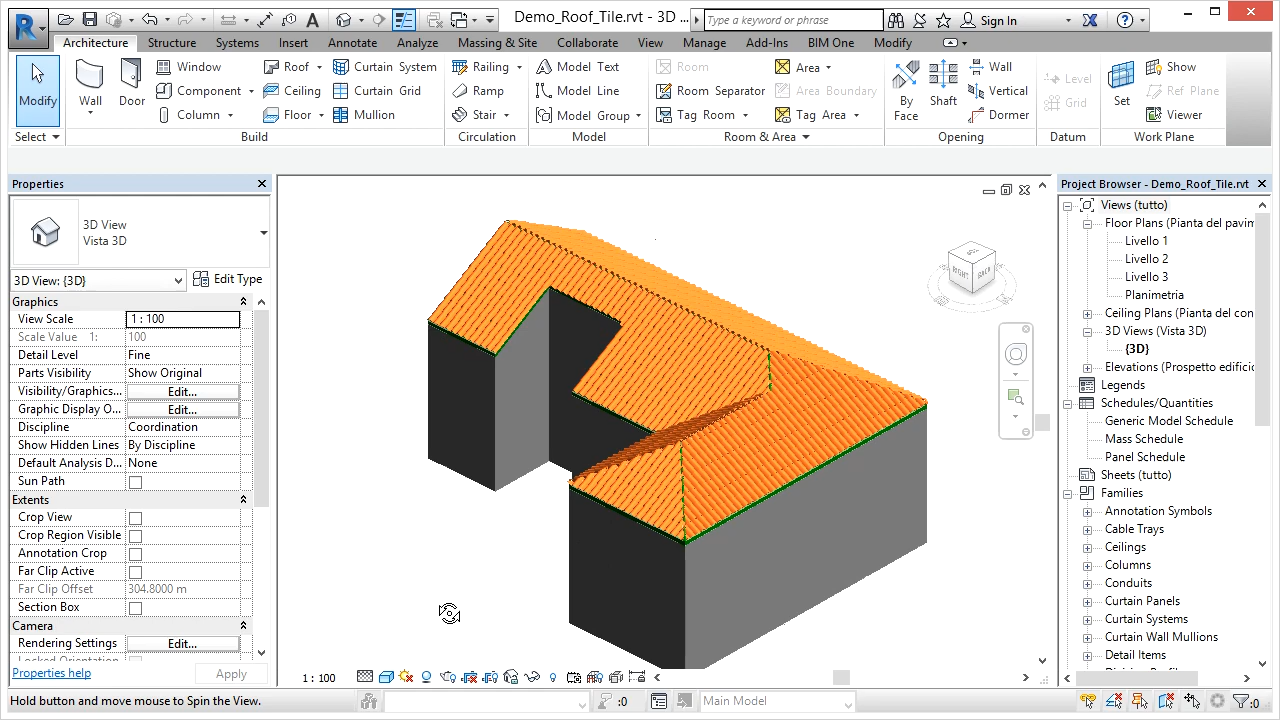 Demo_Roof_Tile.rvt - 3D ...
Type a keyword or phrase
Sign In
Architecture Structure Systems Insert Annotate Analyze Massing & Site Collaborate View Manage Add-Ins BIM One Modify
Modify
Select
Wall
Door
Window
Component
Column
Roof
Ceiling
Floor
Curtain System
Curtain Grid
Mullion
Build
Railing
Ramp
Stair
Circulation
Model Text
Model Line
Model Group
Model
Room
Room Separator
Tag Room
Area
Area Boundary
Tag Area
Room & Area
By Face
Shaft
Wall
Vertical
Dormer
Opening
Level
Grid
Datum
Set
Show
Ref Plane
Viewer
Work Plane
Properties
3D View
Vista 3D
3D View: {3D}
Edit Type
Graphics
View Scale 1 : 100
Scale Value 1: 100
Detail Level Fine
Parts Visibility Show Original
Visibility/Graphics... Edit...
Graphic Display O... Edit...
Discipline Coordination
Show Hidden Lines By Discipline
Default Analysis D... None
Sun Path
Extents
Crop View
Crop Region Visible
Annotation Crop
Far Clip Active
Far Clip Offset 304.8000 m
Section Box
Camera
Rendering Settings Edit...
Locked Orientation
Properties help
Apply
RIGHT
BACK
1 : 100
Project Browser - Demo_Roof_Tile.rvt
Views (tutto)
Floor Plans (Pianta del pavim
Livello 1
Livello 2
Livello 3
Planimetria
Ceiling Plans (Pianta del con
3D Views (Vista 3D)
{3D}
Elevations (Prospetto edificio
Legends
Schedules/Quantities
Generic Model Schedule
Mass Schedule
Panel Schedule
Sheets (tutto)
Families
Annotation Symbols
Cable Trays
Ceilings
Columns
Conduits
Curtain Panels
Curtain Systems
Curtain Wall Mullions
Detail Items
Hold button and move mouse to Spin the View.
:0
Main Model
:0